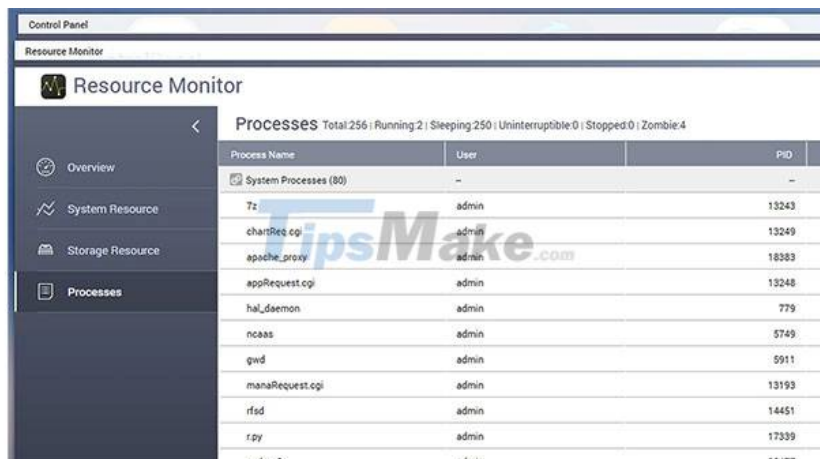 Control Panel
Resource Monitor
Resource Monitor
Processes Total:256 | Running:2 | Sleeping:250 | Uninterruptible:0 | Stopped:0 | Zombie:4
Process Name User PID
Overview
System Processes (80) – –
System Resource
7z admin 13243
chartReq.cgi admin 13249
TipsMake.com
Storage Resource
apache_proxy admin 18383
appRequest.cgi admin 13248
Processes
hal_daemon admin 779
ncaas admin 5749
gwd admin 5911
manaRequest.cgi admin 13193
rfsd admin 14451
r.py admin 17339